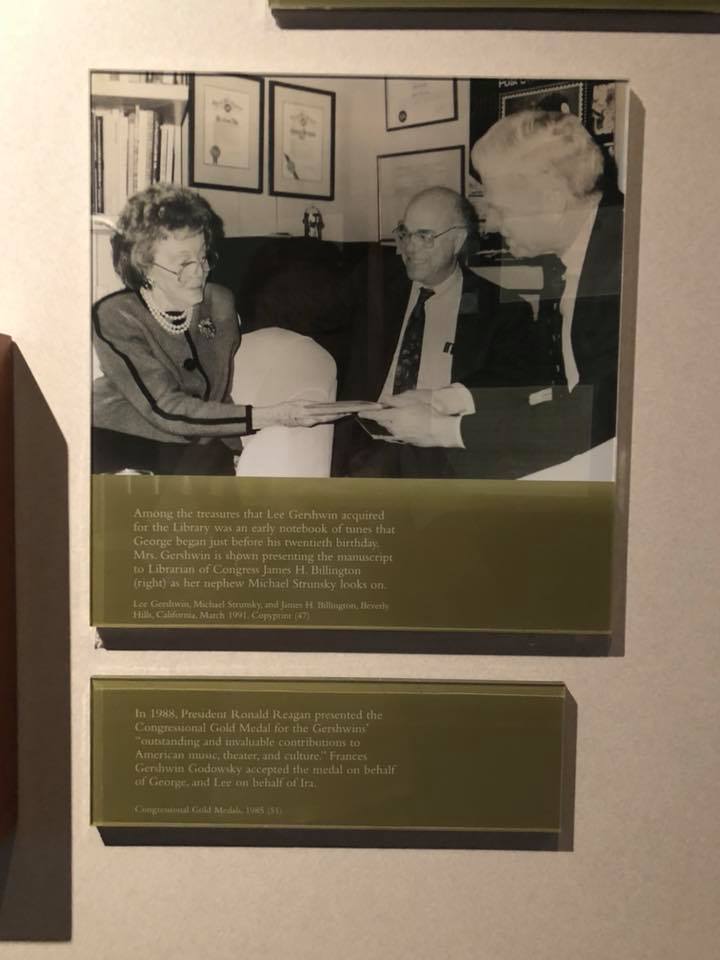 Among the treasures that Lee Gershwin acquired
for the Library was an early notebook of tunes that
George began just before his twentieth birthday.
Mrs. Gershwin is shown presenting the manuscript
to Librarian of Congress James H. Billington
(right) as her nephew Michael Strunsky looks on.
Lee Gershwin, Michael Strunsky, and James H. Billington, Beverly
Hills, California, March 1991. Copyprint (47)
In 1988, President Ronald Reagan presented the
Congressional Gold Medal for the Gershwins'
"outstanding and invaluable contributions to
American music, theater, and culture." Frances
Gershwin Godowsky accepted the medal on behalf
of George, and Lee on behalf of Ira.
Congressional Gold Medals, 1985 (51)